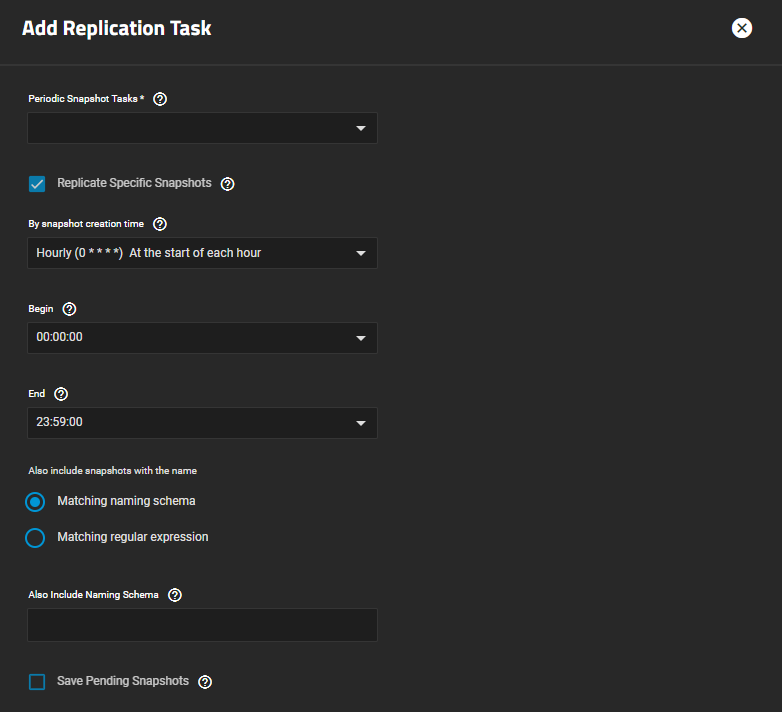 Add Replication Task
Periodic Snapshot Tasks *
Replicate Specific Snapshots
By snapshot creation time
Hourly (0 * * * *) At the start of each hour
Begin
00:00:00
End
23:59:00
Also include snapshots with the name
Matching naming schema
Matching regular expression
Also Include Naming Schema
Save Pending Snapshots